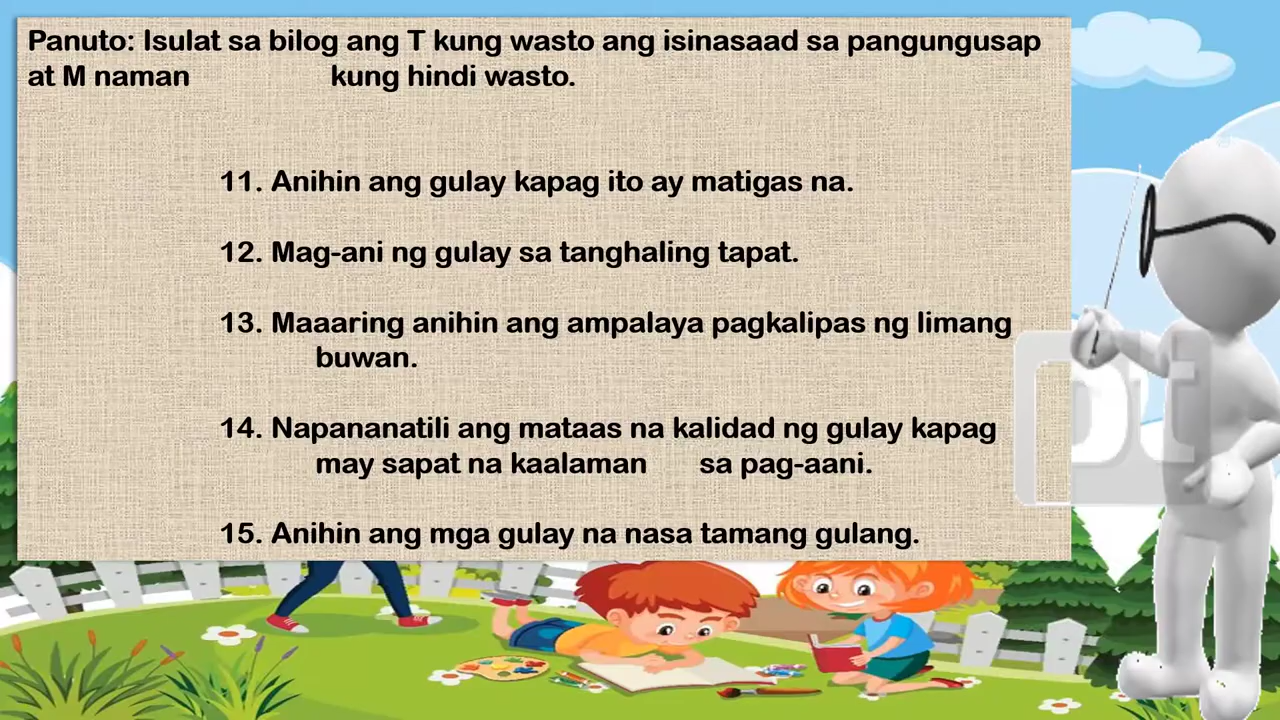 Panuto: Isulat sa bilog ang T kung wasto ang isinasaad sa pangungusap
at M naman kung hindi wasto.
11. Anihin ang gulay kapag ito ay matigas na.
12. Mag-ani ng gulay sa tanghaling tapat.
13. Maaaring anihin ang ampalaya pagkalipas ng limang
buwan.
14. Napananatili ang mataas na kalidad ng gulay kapag
may sapat na kaalaman sa pag-aani.
15. Anihin ang mga gulay na nasa tamang gulang.
Dt